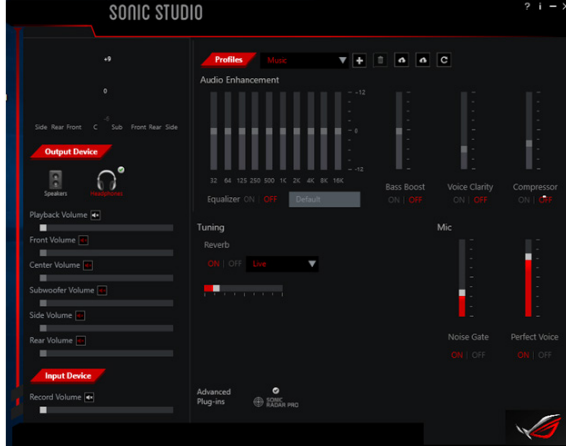 SONIC STUDIO
? i – ×
Profiles Music
Audio Enhancement
+9
0
Side Rear Front C Sub Front Rear Side
-12
0
-12
32 64 125 250 500 1K 2K 4K 8K 16K
Equalizer ON | OFF Default
Bass Boost
ON | OFF
Voice Clarity
ON | OFF
Compressor
ON | OFF
Output Device
Speakers
Headphones
Playback Volume
Front Volume
Center Volume
Subwoofer Volume
Side Volume
Rear Volume
Input Device
Record Volume
Tuning
Reverb
ON | OFF Live
Mic
Noise Gate
ON | OFF
Perfect Voice
ON | OFF
Advanced
Plug-ins
SONIC
RADAR PRO